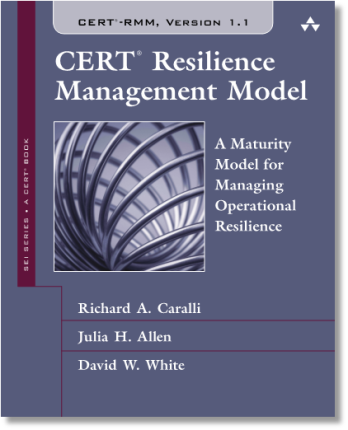 CERT®-RMM, VERSION 1.1
CERT® Resilience
Management Model
A Maturity
Model for
Managing
Operational
Resilience
SEI SERIES • A CERT® BOOK
Richard A. Caralli
Julia H. Allen
David W. White